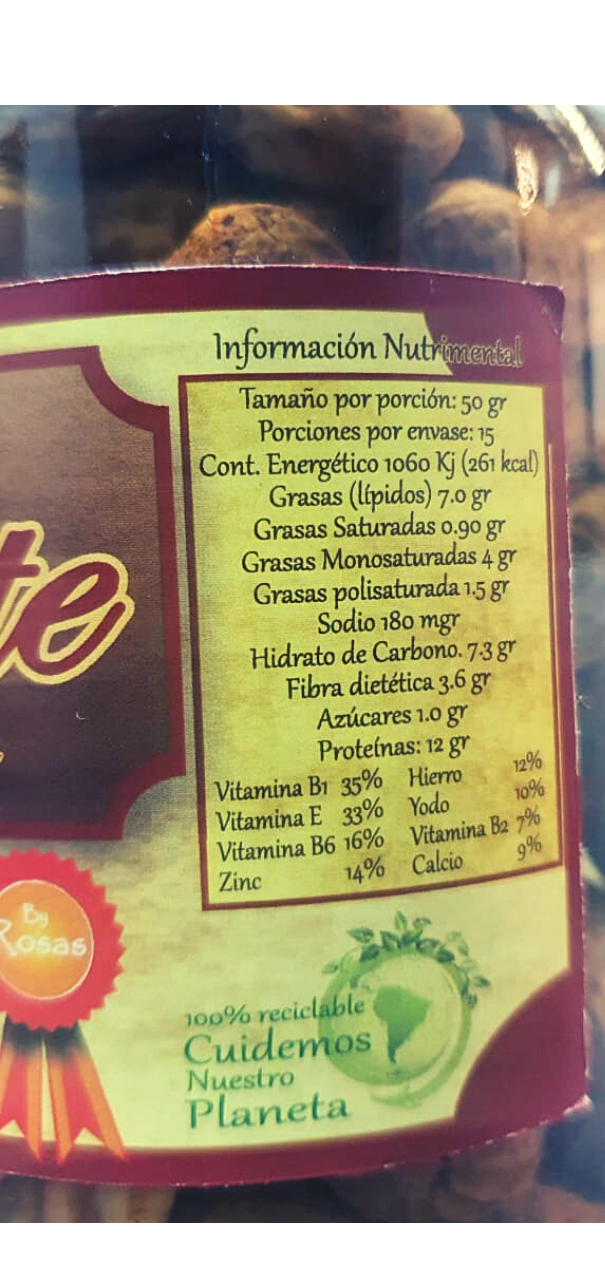 Información Nutrimental
Tamaño por porción: 50 gr
Porciones por envase: 15
Cont. Energético 1060 Kj (261 kcal)
Grasas (lípidos) 7.0 gr
Grasas Saturadas 0.90 gr
Grasas Monosaturadas 4 gr
Grasas polisaturada 1.5 gr
Sodio 180 mgr
Hidrato de Carbono. 7.3 gr
Fibra dietética 3.6 gr
Azúcares 1.0 gr
Proteínas: 12 gr
Vitamina B1 35% Hierro 12%
Vitamina E 33% Yodo 10%
Vitamina B6 16% Vitamina B2 7%
Zinc 14% Calcio 9%
te
By
Rosas
100% reciclable
Cuidemos
Nuestro
Planeta